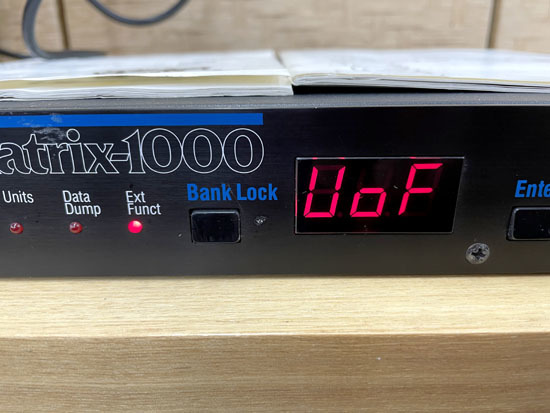 atrix-1000
Units
Data
Dump
Ext
Funct
Bank Lock
UoF
Ente